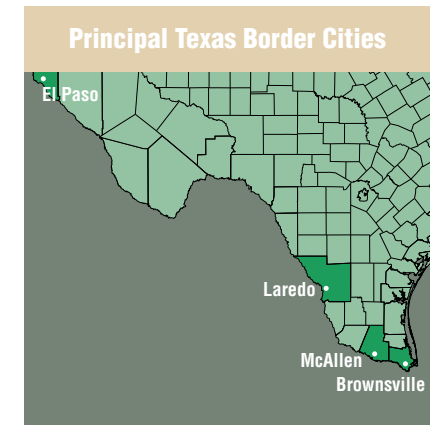 Principal Texas Border Cities
El Paso
Laredo
McAllen
Brownsville